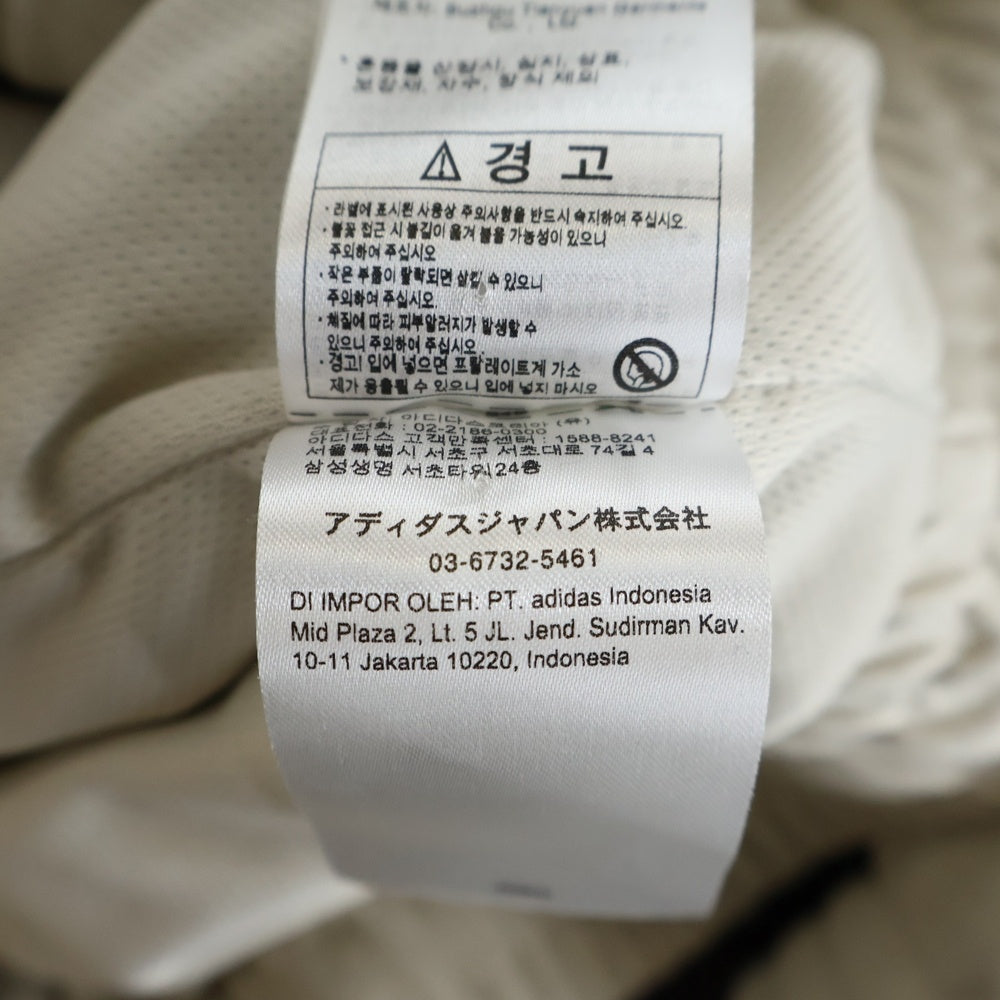 Co., Ltd
⚠ 경 고
· 라벨에 표시된 사용상 주의사항을 반드시 숙지하여 주십시오
· 불꽃 접근 시 불길이 옮겨 붙을 가능성이 있으니
주의하여 주십시오
· 작은 부품이 탈락되면 삼킬 수 있으니
주의하여 주십시오.
· 체질에 따라 피부알러지가 발생할 수
있으니 주의하여 주십시오.
· 경고! 입에 넣으면 프탈레이트계 가소
제가 용출될 수 있으니 입에 넣지 마시오
아디다스코리아 (유)
: 02-2186-0300
아디다스 고객만족센터 : 1588-8241
서울특별시 서초구 서초대로 74길 4
삼성생명 서초타워24층
アディダスジャパン株式会社
03-6732-5461
DI IMPOR OLEH: PT. adidas Indonesia
Mid Plaza 2, Lt. 5 JL. Jend. Sudirman Kav.
10-11 Jakarta 10220, Indonesia